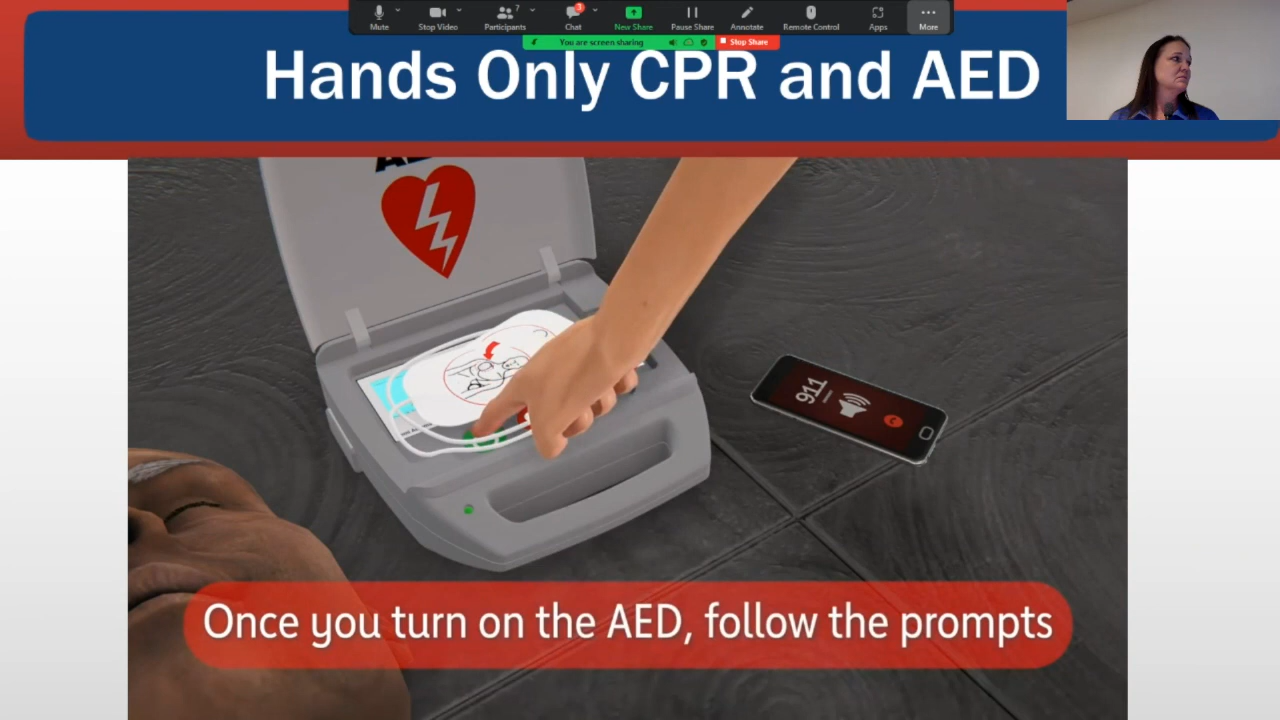 Mute
Stop Video
Participants
7
Chat
3
New Share
Pause Share
Annotate
Remote Control
Apps
More
You are screen sharing
Stop Share
Hands Only CPR and AED
911
Once you turn on the AED, follow the prompts